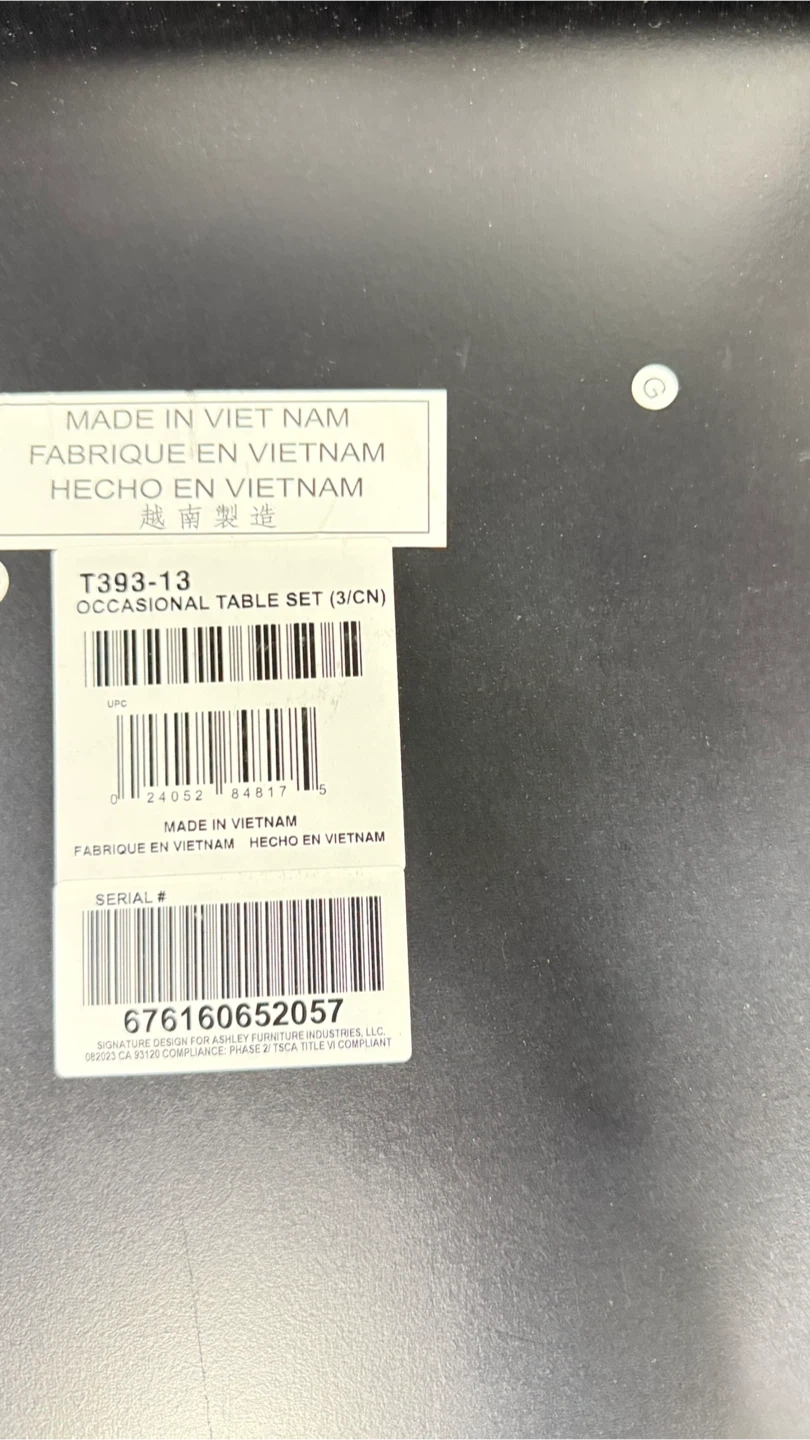 MADE IN VIET NAM
FABRIQUE EN VIETNAM
HECHO EN VIETNAM
越南製造
G
T393-13
OCCASIONAL TABLE SET (3/CN)
UPC
0 24052 84817 5
MADE IN VIETNAM
FABRIQUE EN VIETNAM HECHO EN VIETNAM
SERIAL #
676160652057
SIGNATURE DESIGN FOR ASHLEY FURNITURE INDUSTRIES, LLC.
082023 CA 93120 COMPLIANCE: PHASE 2/ TSCA TITLE VI COMPLIANT